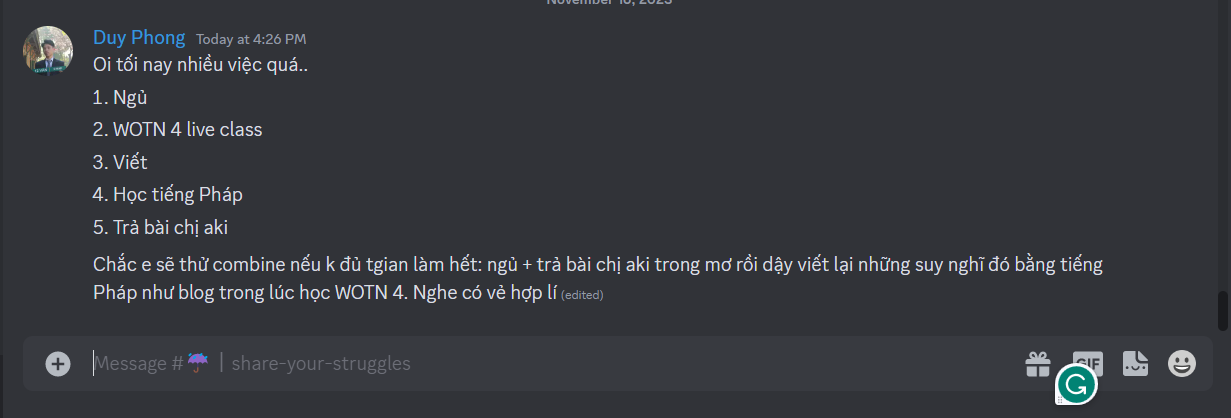 November 16, 2023
Duy Phong Today at 4:26 PM
Oi tối nay nhiều việc quá..
1. Ngủ
2. WOTN 4 live class
3. Viết
4. Học tiếng Pháp
5. Trả bài chị aki
Chắc e sẽ thử combine nếu k đủ tgian làm hết: ngủ + trả bài chị aki trong mơ rồi dậy viết lại những suy nghĩ đó bằng tiếng
Pháp như blog trong lúc học WOTN 4. Nghe có vẻ hợp lí (edited)
Message #☔ | share-your-struggles
GIF